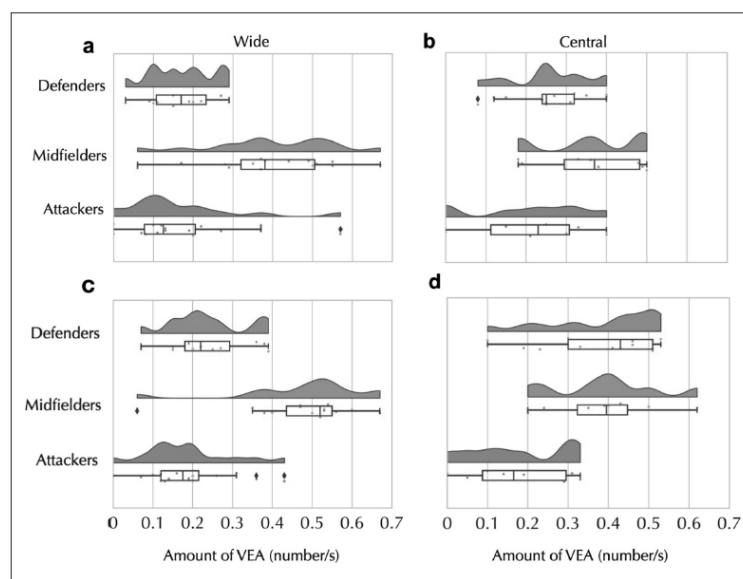 a Wide b Central
Defenders
Midfielders
Attackers
c d
Defenders
Midfielders
Attackers
0 0.1 0.2 0.3 0.4 0.5 0.6 0.7 0 0.1 0.2 0.3 0.4 0.5 0.6 0.7
Amount of VEA (number/s) Amount of VEA (number/s)